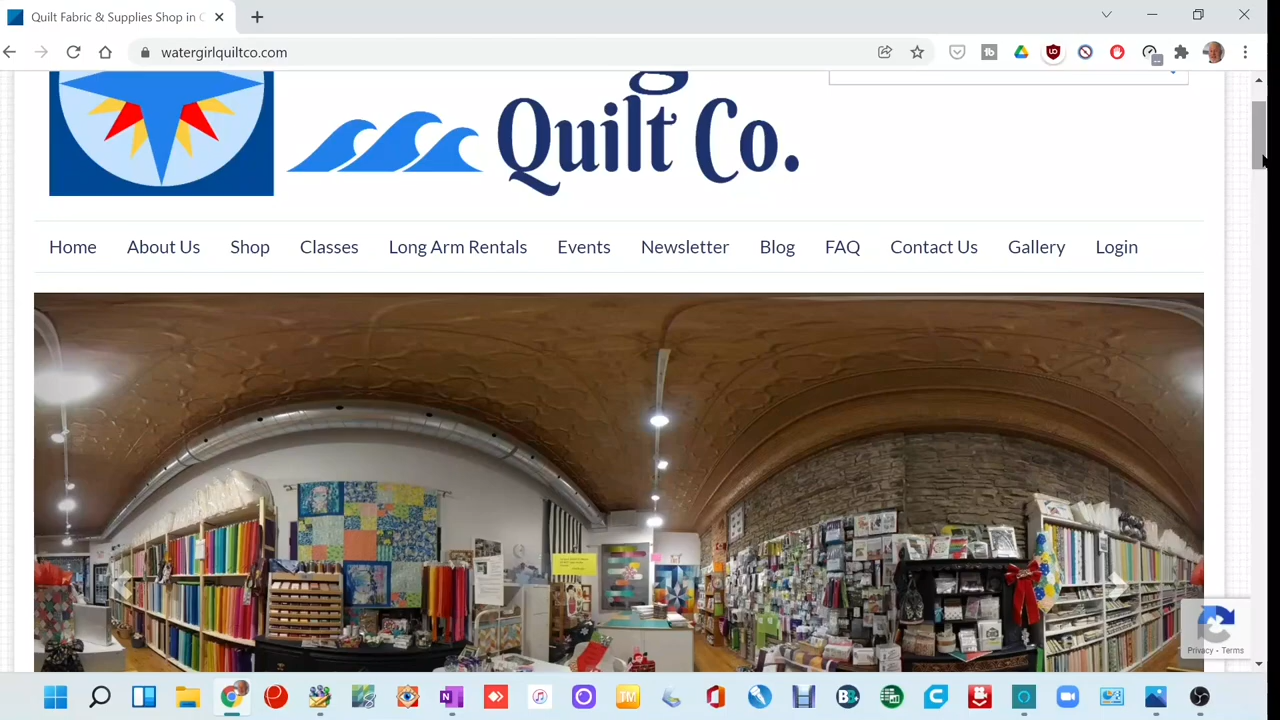 Quilt Fabric & Supplies Shop in
watergirlquiltco.com
Quilt Co.
Home About Us Shop Classes Long Arm Rentals Events Newsletter Blog FAQ Contact Us Gallery Login
Privacy - Terms